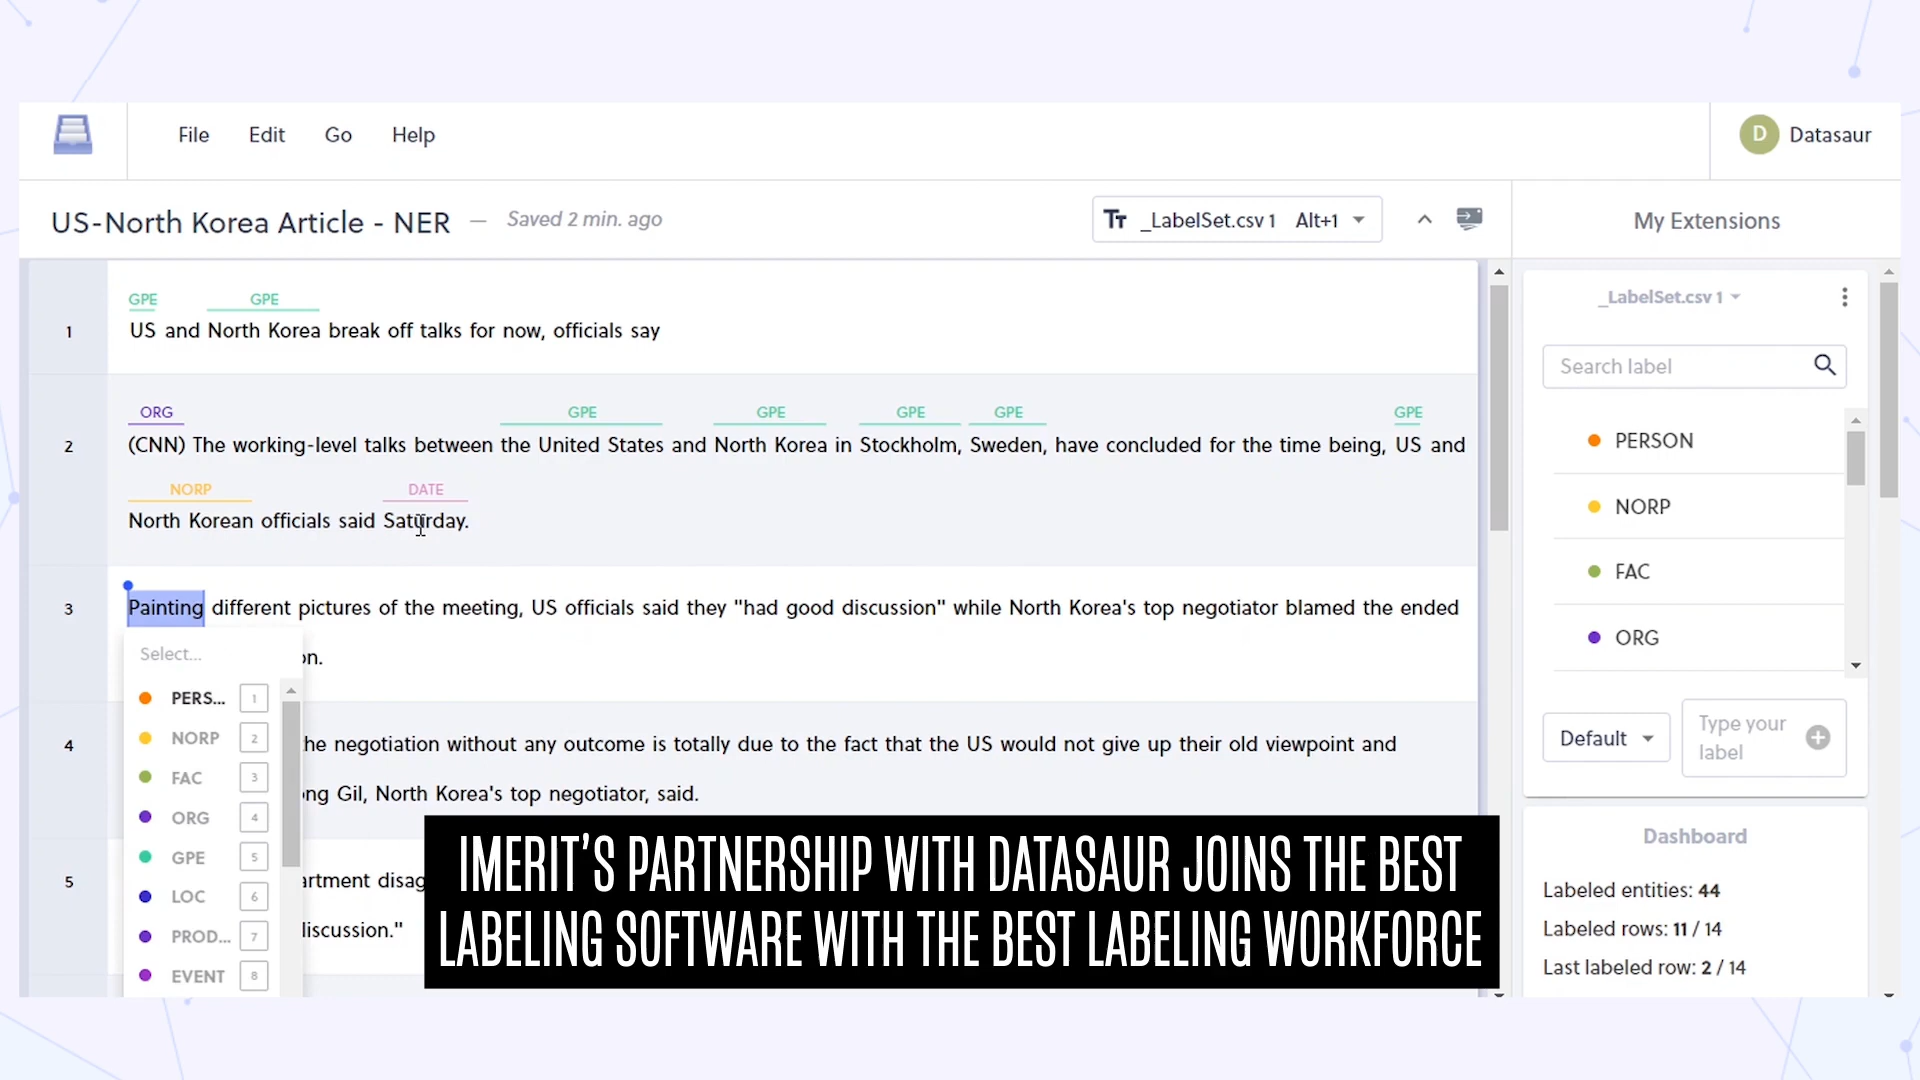 File Edit Go Help
D Datasaur
US-North Korea Article - NER — Saved 2 min. ago
Tт _LabelSet.csv 1 Alt+1
My Extensions
GPE GPE
1 US and North Korea break off talks for now, officials say
ORG GPE GPE GPE GPE GPE
2 (CNN) The working-level talks between the United States and North Korea in Stockholm, Sweden, have concluded for the time being, US and
NORP DATE
North Korean officials said Saturday.
3 Painting different pictures of the meeting, US officials said they "had good discussion" while North Korea's top negotiator blamed the ended
on.
Select...
PERS... 1
NORP 2
FAC 3
ORG 4
GPE 5
LOC 6
PROD... 7
EVENT 8
4 he negotiation without any outcome is totally due to the fact that the US would not give up their old viewpoint and
ong Gil, North Korea's top negotiator, said.
5 artment disag
liscussion."
IMERIT'S PARTNERSHIP WITH DATASAUR JOINS THE BEST
LABELING SOFTWARE WITH THE BEST LABELING WORKFORCE
_LabelSet.csv 1
Search label
PERSON
NORP
FAC
ORG
Default
Type your
label
Dashboard
Labeled entities: 44
Labeled rows: 11 / 14
Last labeled row: 2 / 14